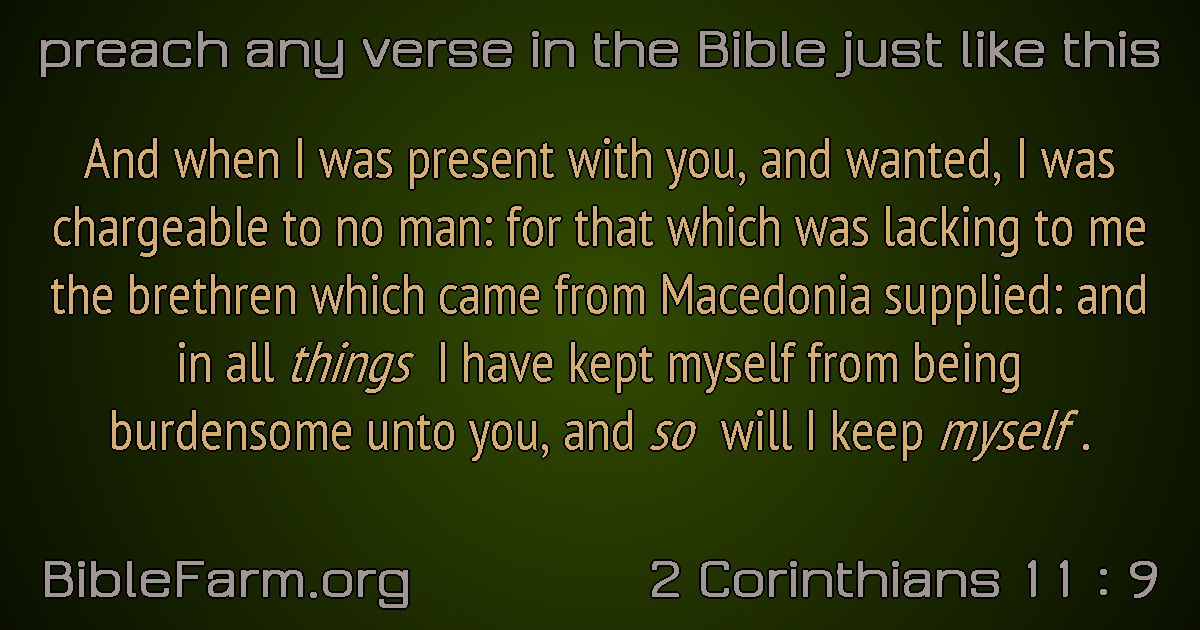 preach any verse in the Bible just like this
And when I was present with you, and wanted, I was
chargeable to no man: for that which was lacking to me
the brethren which came from Macedonia supplied: and
in all things I have kept myself from being
burdensome unto you, and so will I keep myself .
BibleFarm.org
2 Corinthians 11 : 9